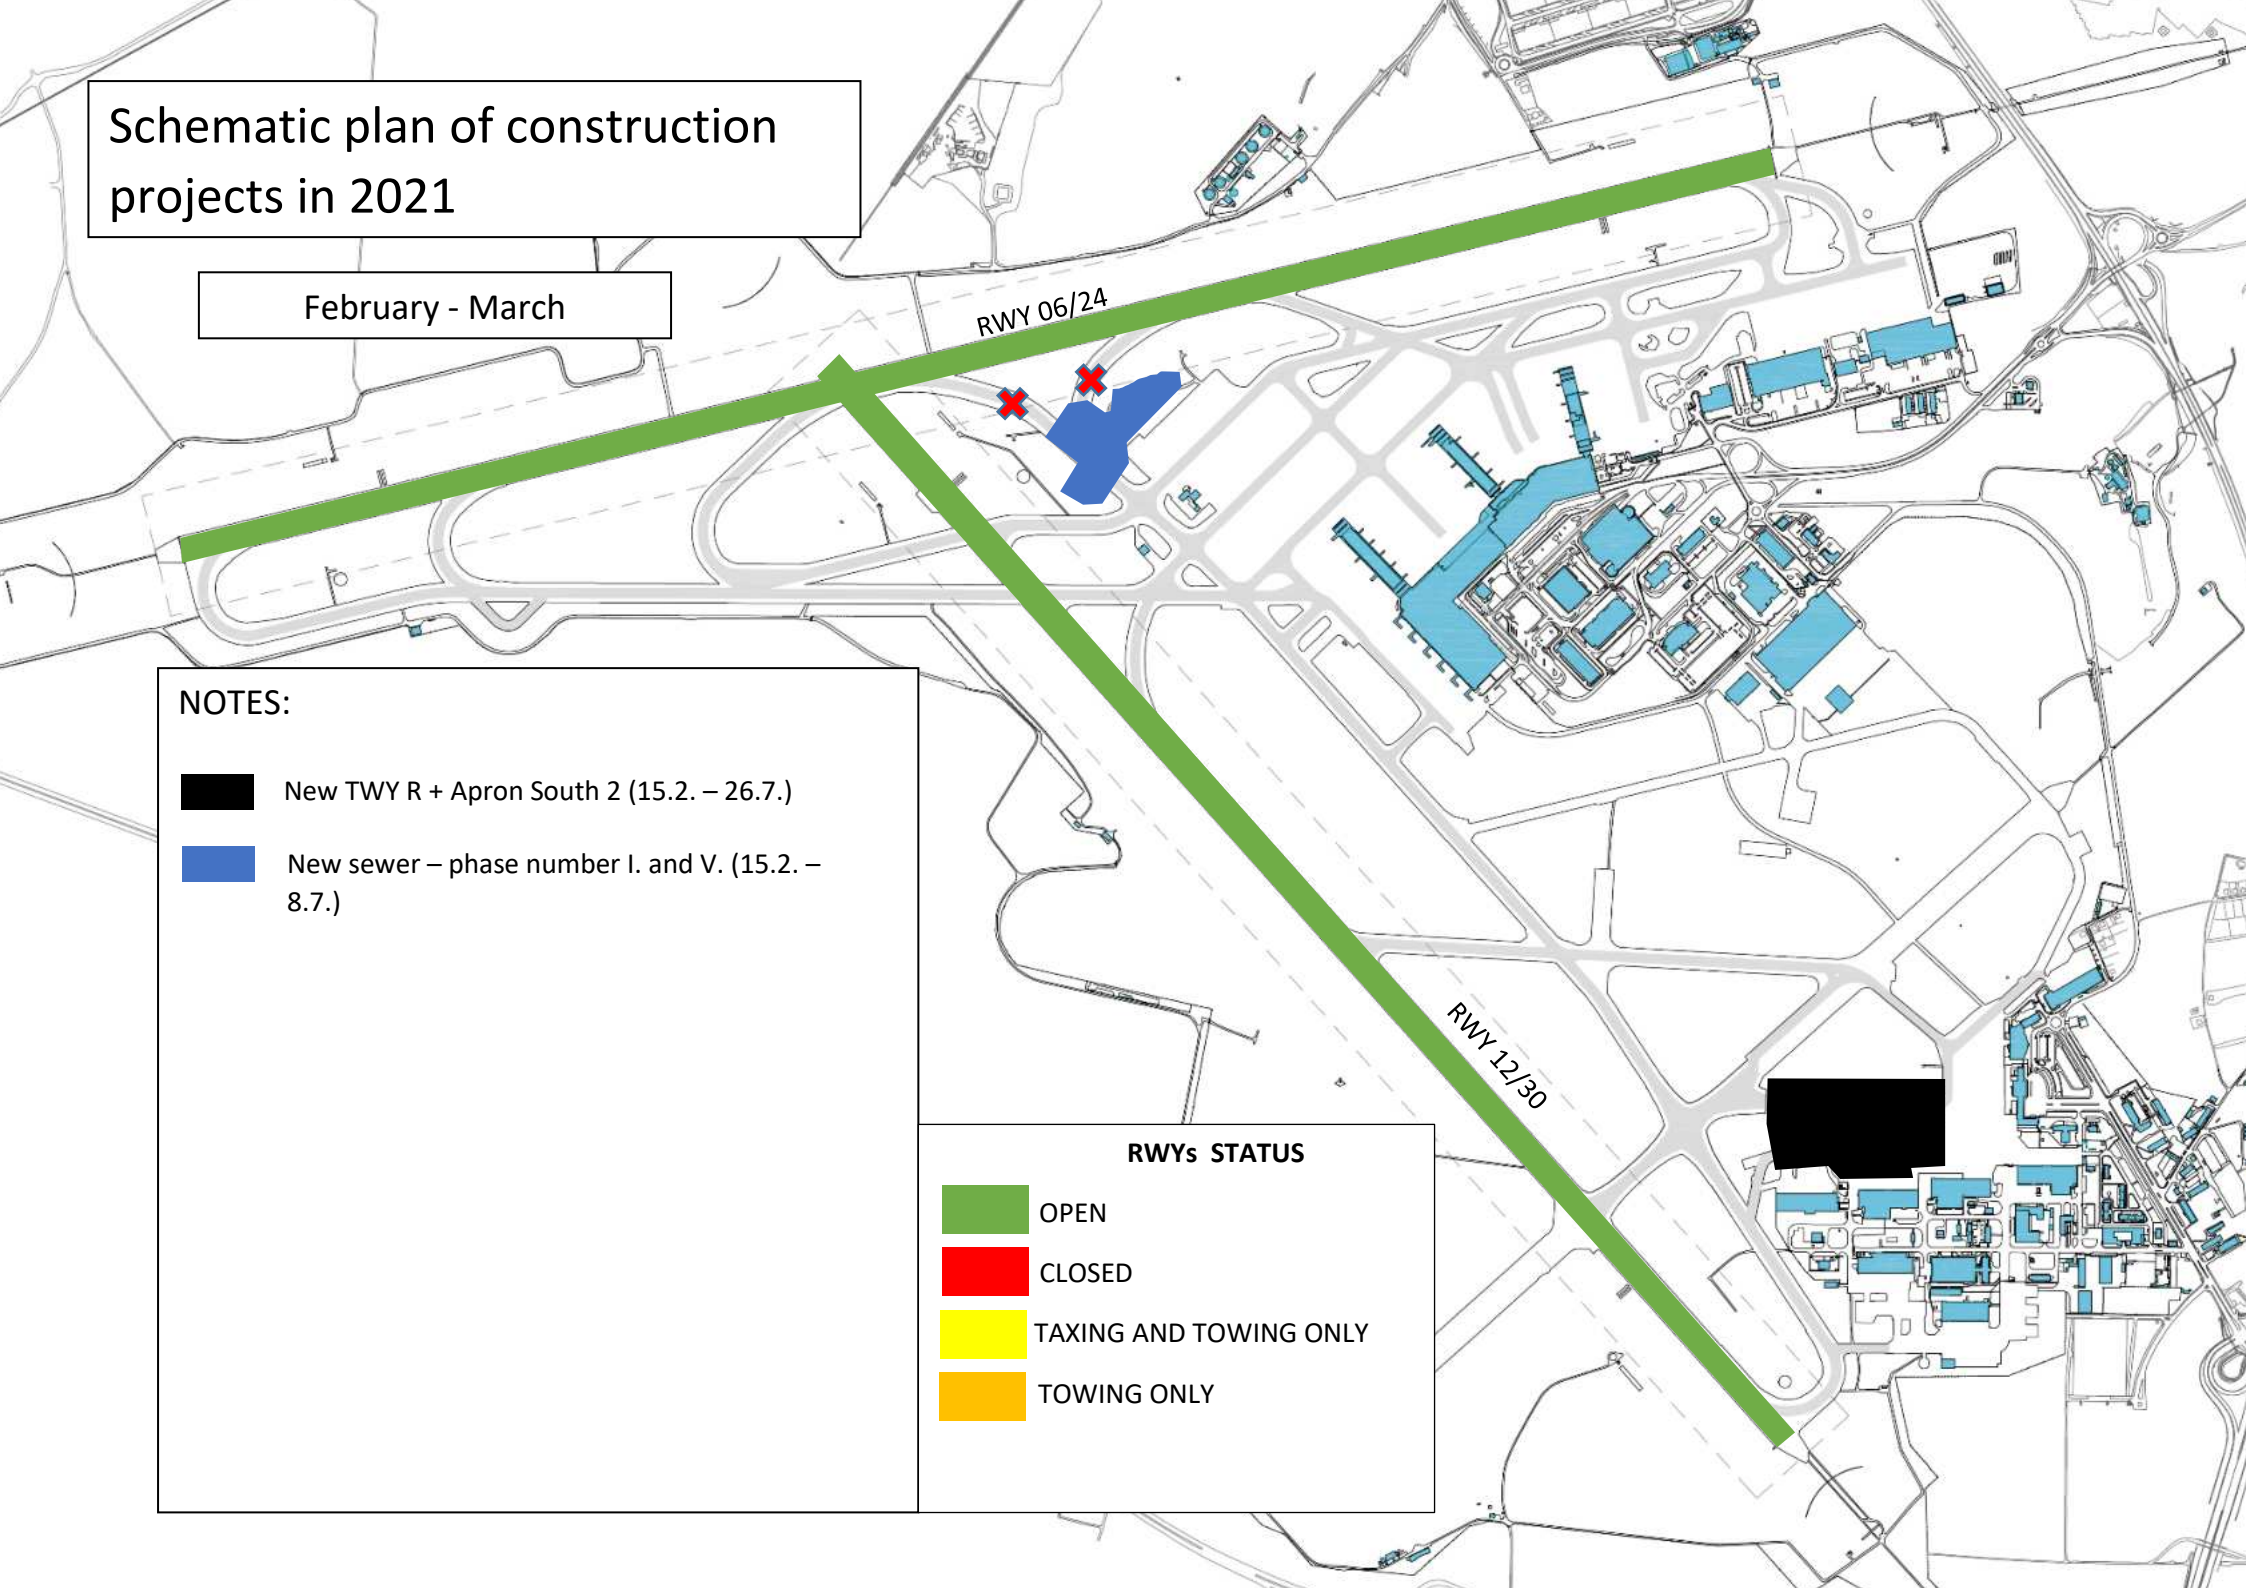 Schematic plan of construction
projects in 2021
February - March
RWY 06/24
NOTES:
New TWY R + Apron South 2 (15.2. – 26.7.)
New sewer – phase number I. and V. (15.2. –
8.7.)
RWY 12/30
RWYs STATUS
OPEN
CLOSED
TAXING AND TOWING ONLY
TOWING ONLY